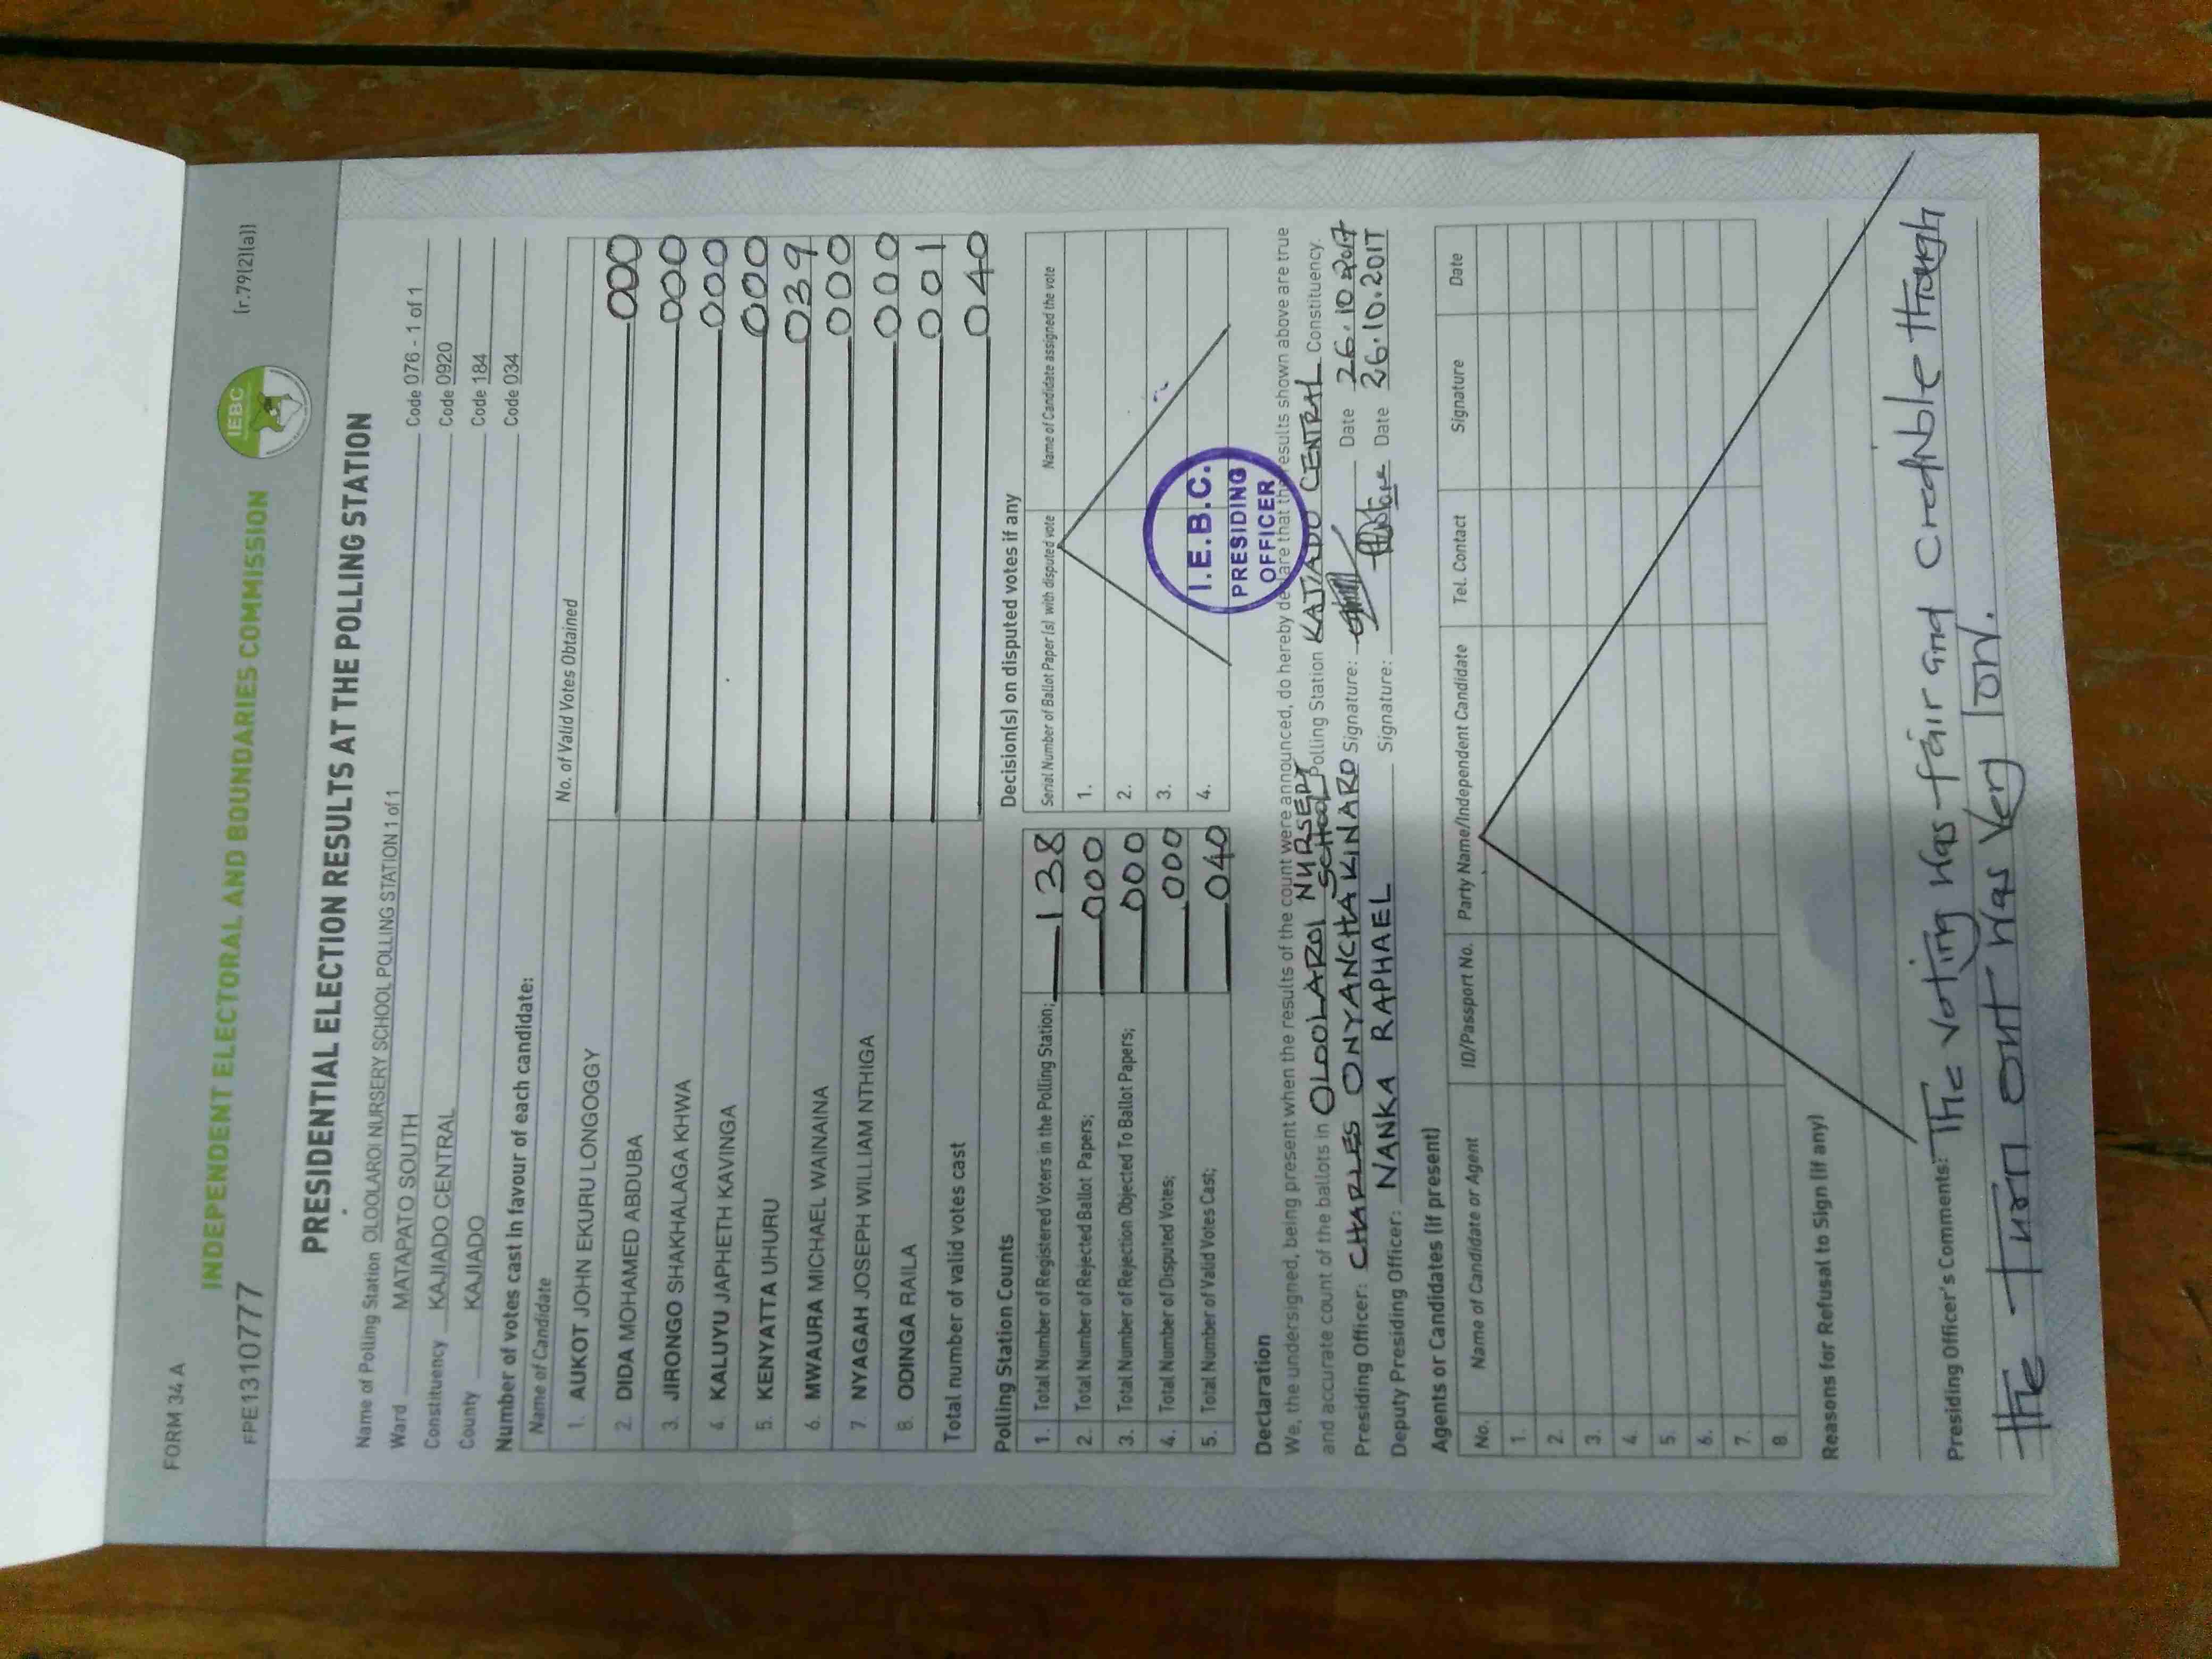 FORM 34 A
INDEPENDENT ELECTORAL AND BOUNDARIES COMMISSION
IEBC
FPE1310777
(r.79(2)(a))
PRESIDENTIAL ELECTION RESULTS AT THE POLLING STATION
Name of Polling Station OLOOLAROI NURSERY SCHOOL POLLING STATION 1 of 1 Code 076 - 1 of 1
Ward MATAPATO SOUTH Code 0920
Constituency KAJIADO CENTRAL Code 184
County KAJIADO Code 034
Number of votes cast in favour of each candidate:
Name of Candidate No. of Valid Votes Obtained
1. AUKOT JOHN EKURU LONGOGGY 000
2. DIDA MOHAMED ABDUBA 000
3. JIRONGO SHAKHALAGA KHWA 000
4. KALUYU JAPHETH KAVINGA 000
5. KENYATTA UHURU 039
6. MWAURA MICHAEL WAINAINA 000
7. NYAGAH JOSEPH WILLIAM NTHIGA 000
8. ODINGA RAILA 001
Total number of valid votes cast 040
Polling Station Counts
1. Total Number of Registered Voters in the Polling Station; 138
2. Total Number of Rejected Ballot Papers; 000
3. Total Number of Rejection Objected To Ballot Papers; 000
4. Total Number of Disputed Votes; 000
5. Total Number of Valid Votes Cast; 040
Decision(s) on disputed votes if any
Serial Number of Ballot Paper(s) with disputed vote Name of Candidate assigned the vote
1.
2.
3.
4.
I.E.B.C.
PRESIDING
OFFICER
Declaration
We, the undersigned, being present when the results of the count were announced, do hereby declare that the results shown above are true
and accurate count of the ballots in OLOOLAROI NURSERY SCHOOL Polling Station KAJIADO CENTRAL Constituency.
Presiding Officer: CHARLES ONYANCHA KINARO Signature: Date 26.10.2017
Deputy Presiding Officer: NANKA RAPHAEL Signature: Date 26.10.2017
Agents or Candidates (if present)
No. Name of Candidate or Agent ID/Passport No. Party Name/Independent Candidate Tel. Contact Signature Date
1.
2.
3.
4.
5.
6.
7.
8.
Reasons for Refusal to Sign (if any)
Presiding Officer's Comments: The voting was fair and credible though
the turn out was very low.